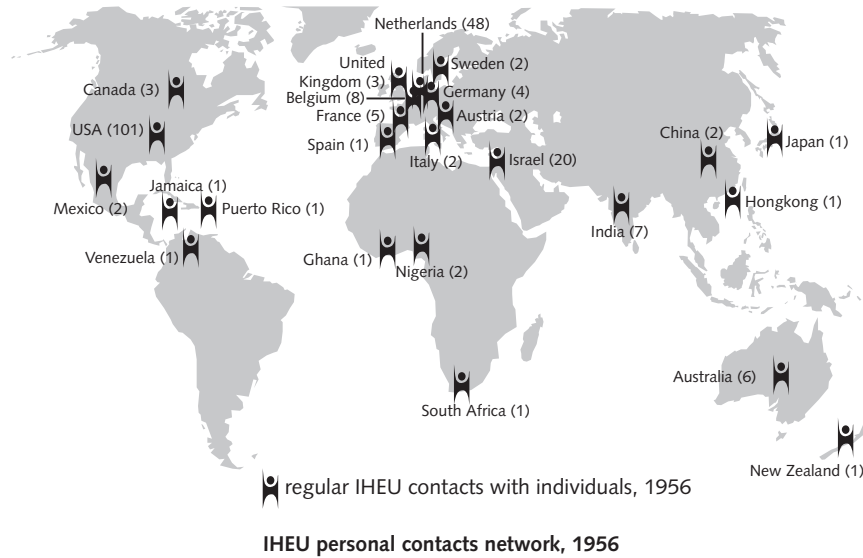 Netherlands (48)
United
Kingdom (3)
Sweden (2)
Canada (3)
Belgium (8)
Germany (4)
France (5)
Austria (2)
USA (101)
Spain (1)
Italy (2)
Israel (20)
China (2)
Japan (1)
Jamaica (1)
Mexico (2)
Puerto Rico (1)
Hongkong (1)
India (7)
Venezuela (1)
Ghana (1)
Nigeria (2)
Australia (6)
South Africa (1)
New Zealand (1)
regular IHEU contacts with individuals, 1956
IHEU personal contacts network, 1956